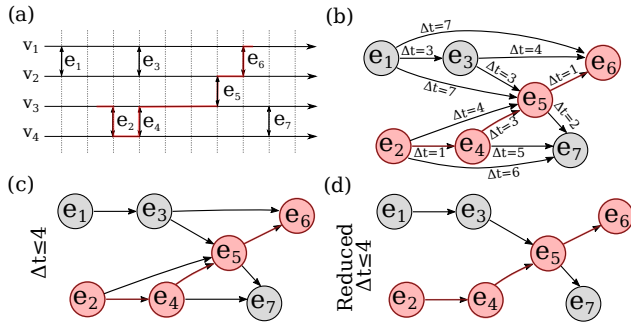 (a)
v1
v2
v3
v4
e1
e3
e6
e5
e2
e4
e7
(b)
Δt=7
e1
Δt=3
e3
Δt=4
e6
Δt=3
Δt=7
Δt=1
e5
Δt=4
Δt=3
Δt=2
e2
Δt=1
e4
Δt=5
e7
Δt=6
(c)
Δt≤4
e1
e3
e6
e5
e2
e4
e7
(d)
Reduced
Δt≤4
e1
e3
e6
e5
e2
e4
e7